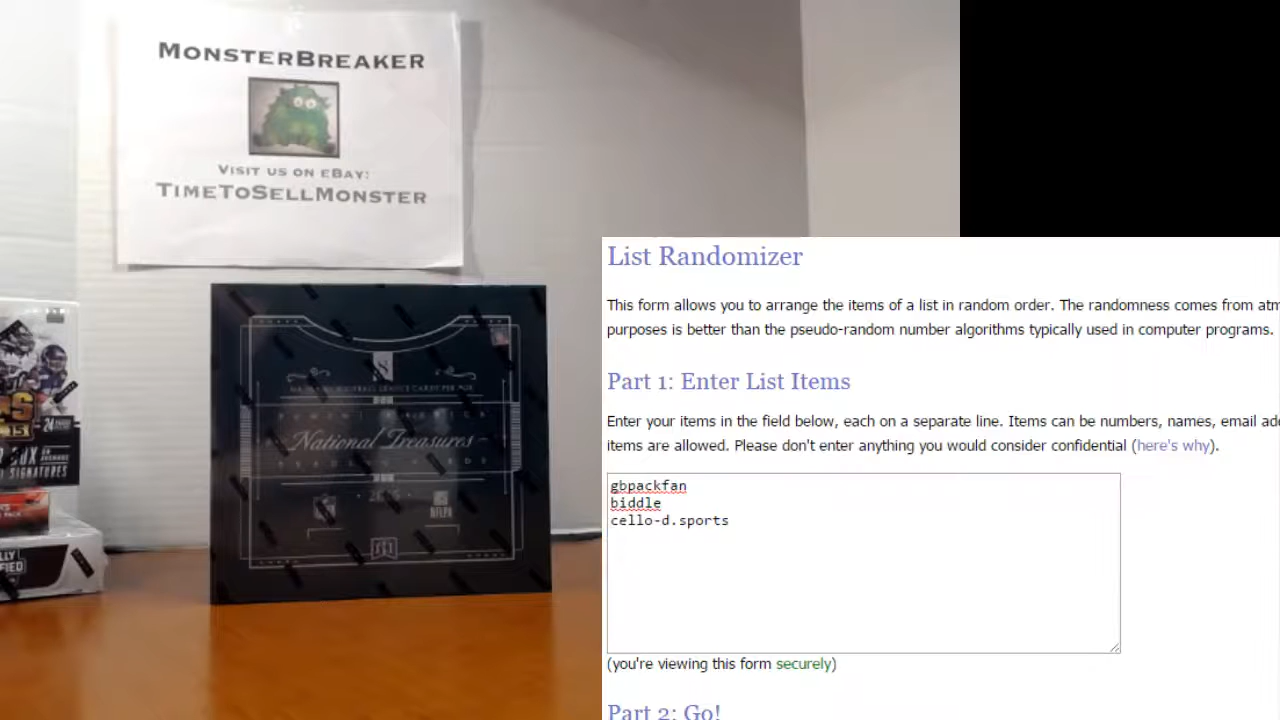 MONSTERBREAKER
VISIT US ON EBAY:
TIMETOSELLMONSTER
National Treasures
NFLPA
24
15
SIGNATURES
List Randomizer
This form allows you to arrange the items of a list in random order. The randomness comes from atm
purposes is better than the pseudo-random number algorithms typically used in computer programs.
Part 1: Enter List Items
Enter your items in the field below, each on a separate line. Items can be numbers, names, email ad
items are allowed. Please don't enter anything you would consider confidential (here's why).
gbpackfan
biddle
cello-d.sports
(you're viewing this form securely)
Part 2: Go!